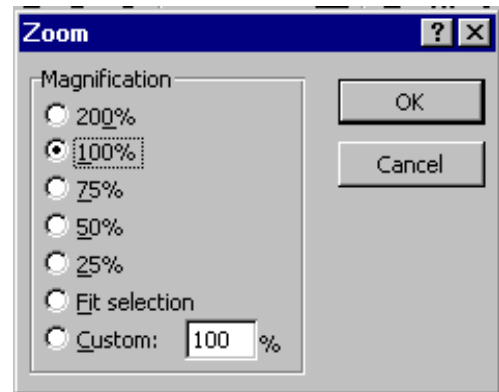 Zoom
Magnification
200%
100%
75%
50%
25%
Fit selection
Custom: 100 %
OK
Cancel